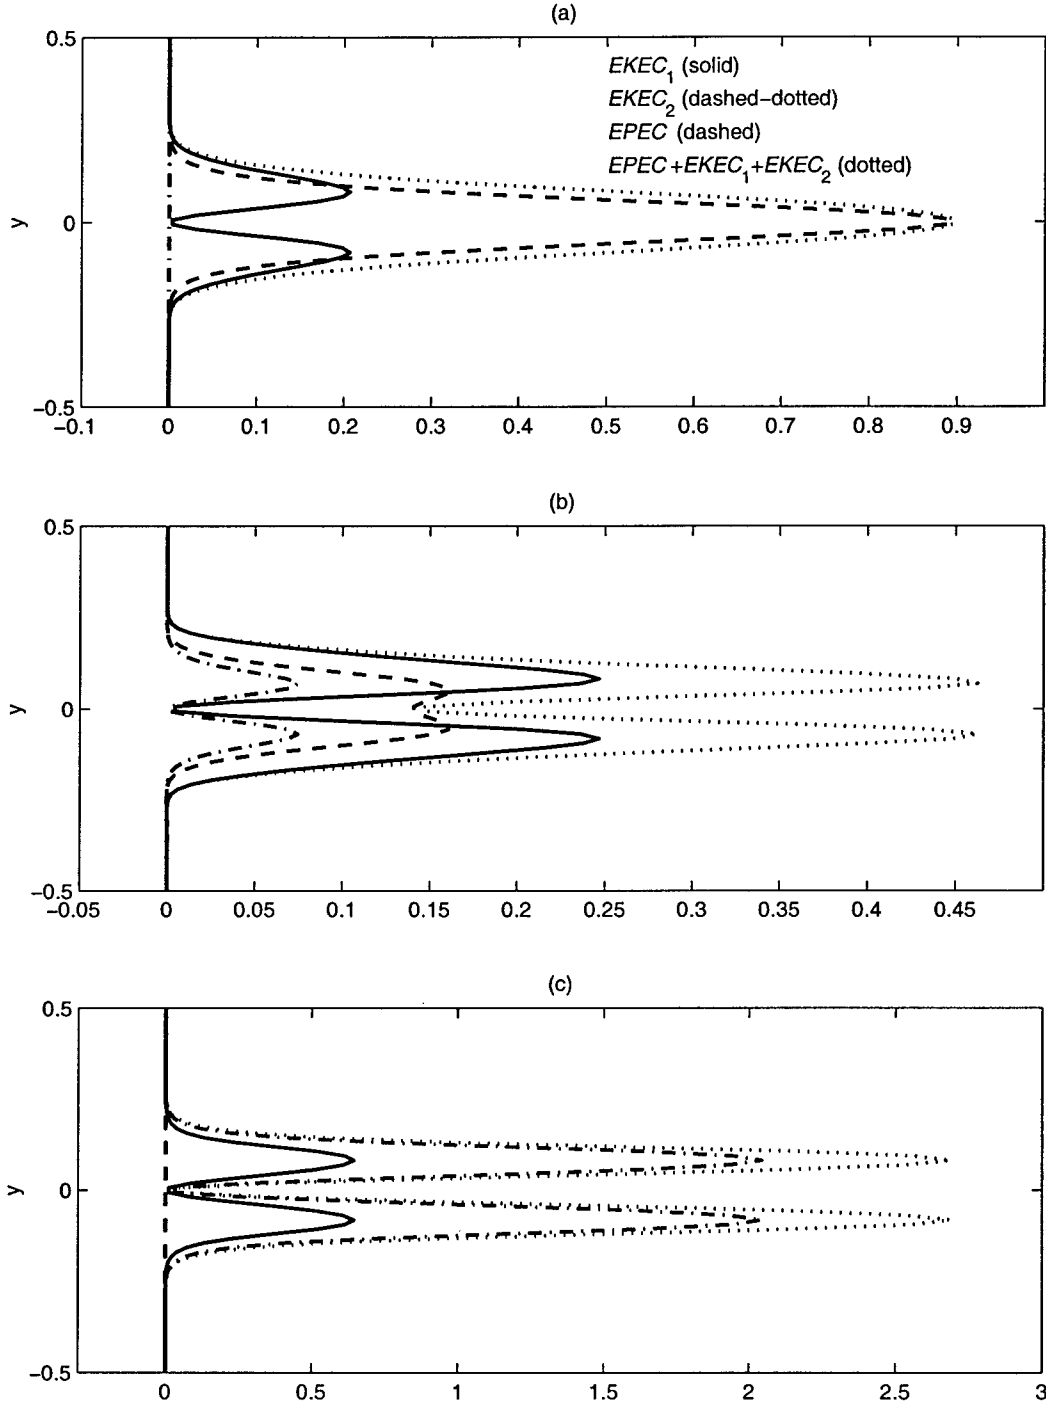 (a)
0.5
EKEC1 (solid)
EKEC2 (dashed-dotted)
EPEC (dashed)
EPEC+EKEC1+EKEC2 (dotted)
y
0
-0.5
-0.1 0 0.1 0.2 0.3 0.4 0.5 0.6 0.7 0.8 0.9
(b)
0.5
y
0
-0.5
-0.05 0 0.05 0.1 0.15 0.2 0.25 0.3 0.35 0.4 0.45
(c)
0.5
y
0
-0.5
0 0.5 1 1.5 2 2.5 3